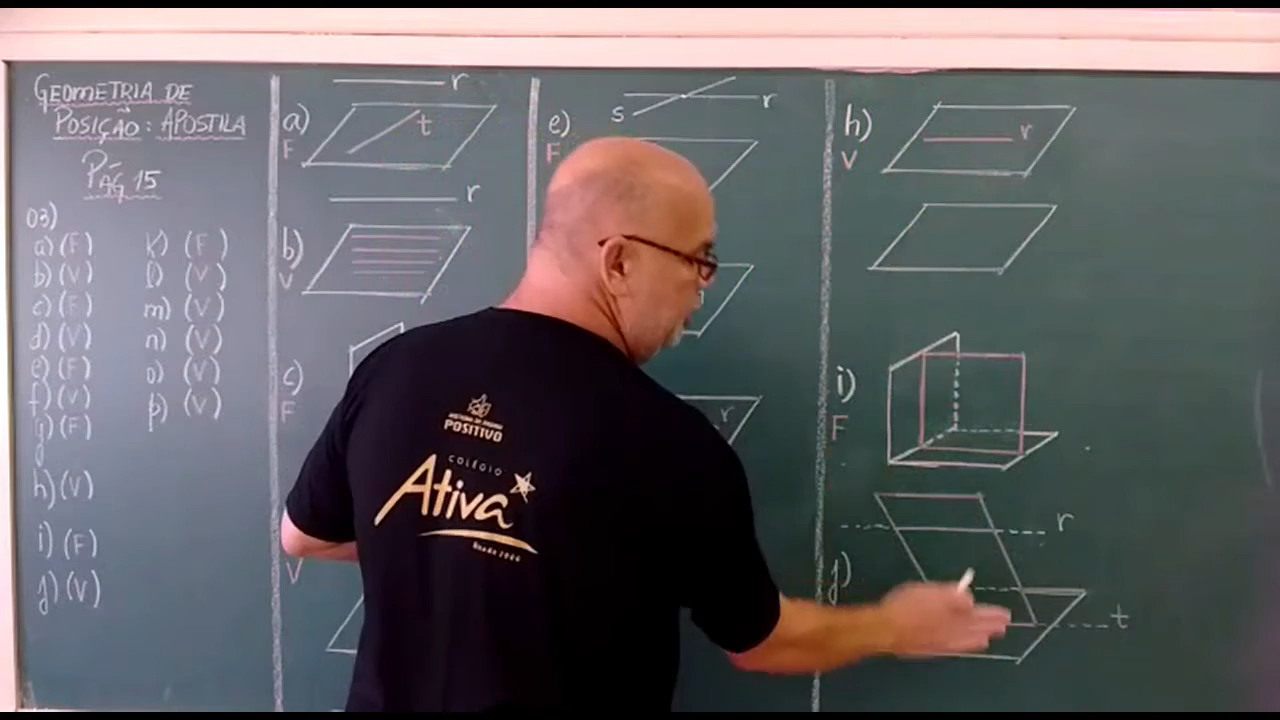 GEOMETRIA DE
POSIÇÃO: APOSTILA
PÁG 15
03)
a) (F)
b) (V)
c) (F)
d) (V)
e) (F)
f) (V)
g) (F)
h) (V)
i) (F)
j) (V)
k) (F)
l) (V)
m) (V)
n) (V)
o) (V)
p) (V)
r
a)
t
F
r
b)
V
c)
F
V
s
r
e)
F
r
h)
r
V
i)
F
r
j)
t
POSITIVO
COLÉGIO
Ativa